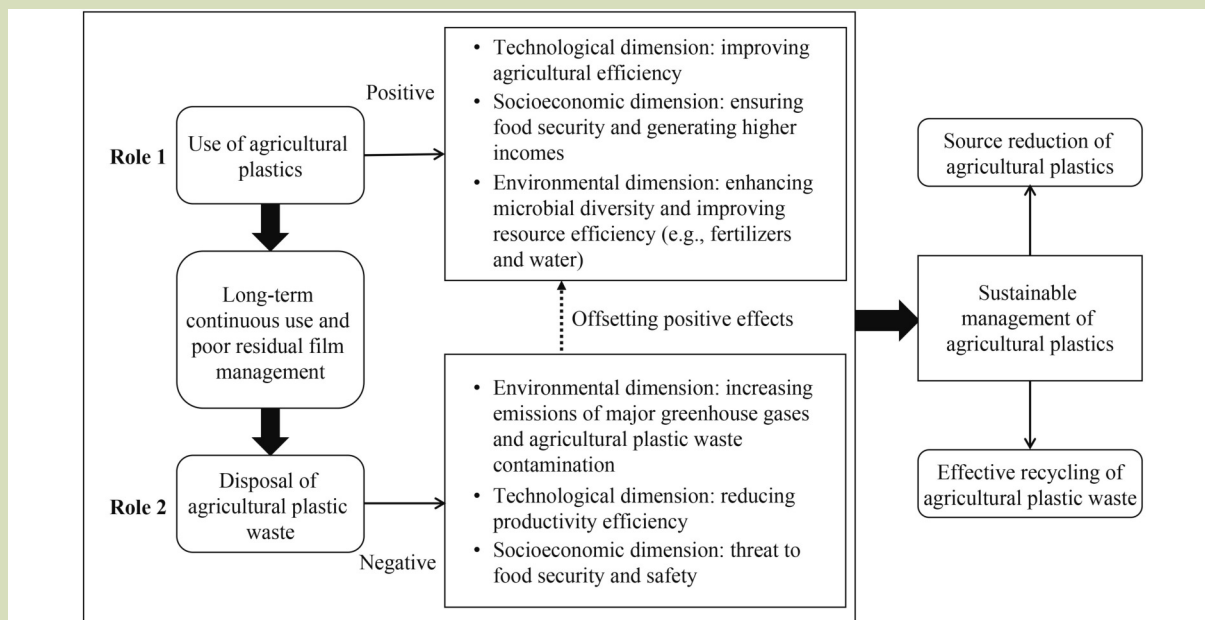 Role 1
Use of agricultural
plastics
Positive
• Technological dimension: improving
agricultural efficiency
• Socioeconomic dimension: ensuring
food security and generating higher
incomes
• Environmental dimension: enhancing
microbial diversity and improving
resource efficiency (e.g., fertilizers
and water)
Long-term
continuous use and
poor residual film
management
Offsetting positive effects
Role 2
Disposal of
agricultural plastic
waste
Negative
• Environmental dimension: increasing
emissions of major greenhouse gases
and agricultural plastic waste
contamination
• Technological dimension: reducing
productivity efficiency
• Socioeconomic dimension: threat to
food security and safety
Source reduction of
agricultural plastics
Sustainable
management of
agricultural plastics
Effective recycling of
agricultural plastic waste